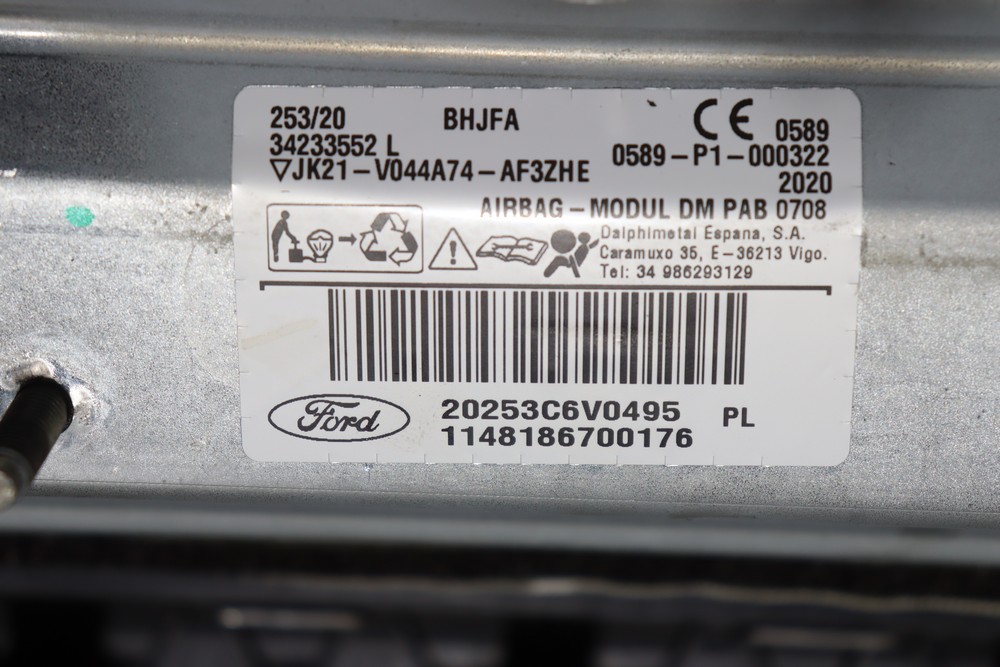 253/20 BHJFA CE 0589
34233552 L 0589-P1-000322
▽JK21-V044A74-AF3ZHE 2020
AIRBAG-MODUL DM PAB 0708
Dalphimetal Espana, S.A.
Caramuxo 35, E-36213 Vigo.
Tel: 34 986293129
Ford 20253C6V0495 PL
1148186700176